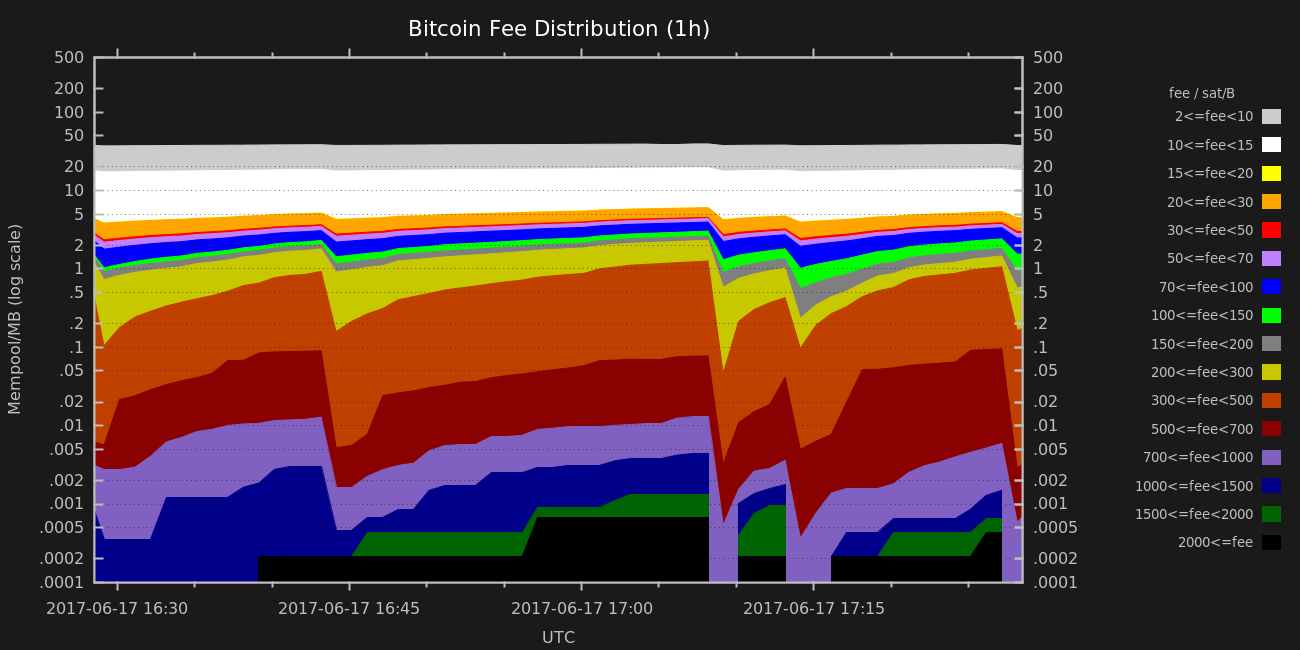 Bitcoin Fee Distribution (1h)
500 500
200 200
100 100
50 50
20 20
10 10
5 5
2 2
1 1
.5 .5
.2 .2
.1 .1
.05 .05
.02 .02
.01 .01
.005 .005
.002 .002
.001 .001
.0005 .0005
.0002 .0002
.0001 .0001
Mempool/MB (log scale)
2017-06-17 16:30 2017-06-17 16:45 2017-06-17 17:00 2017-06-17 17:15
UTC
fee / sat/B
2<=fee<10
10<=fee<15
15<=fee<20
20<=fee<30
30<=fee<50
50<=fee<70
70<=fee<100
100<=fee<150
150<=fee<200
200<=fee<300
300<=fee<500
500<=fee<700
700<=fee<1000
1000<=fee<1500
1500<=fee<2000
2000<=fee